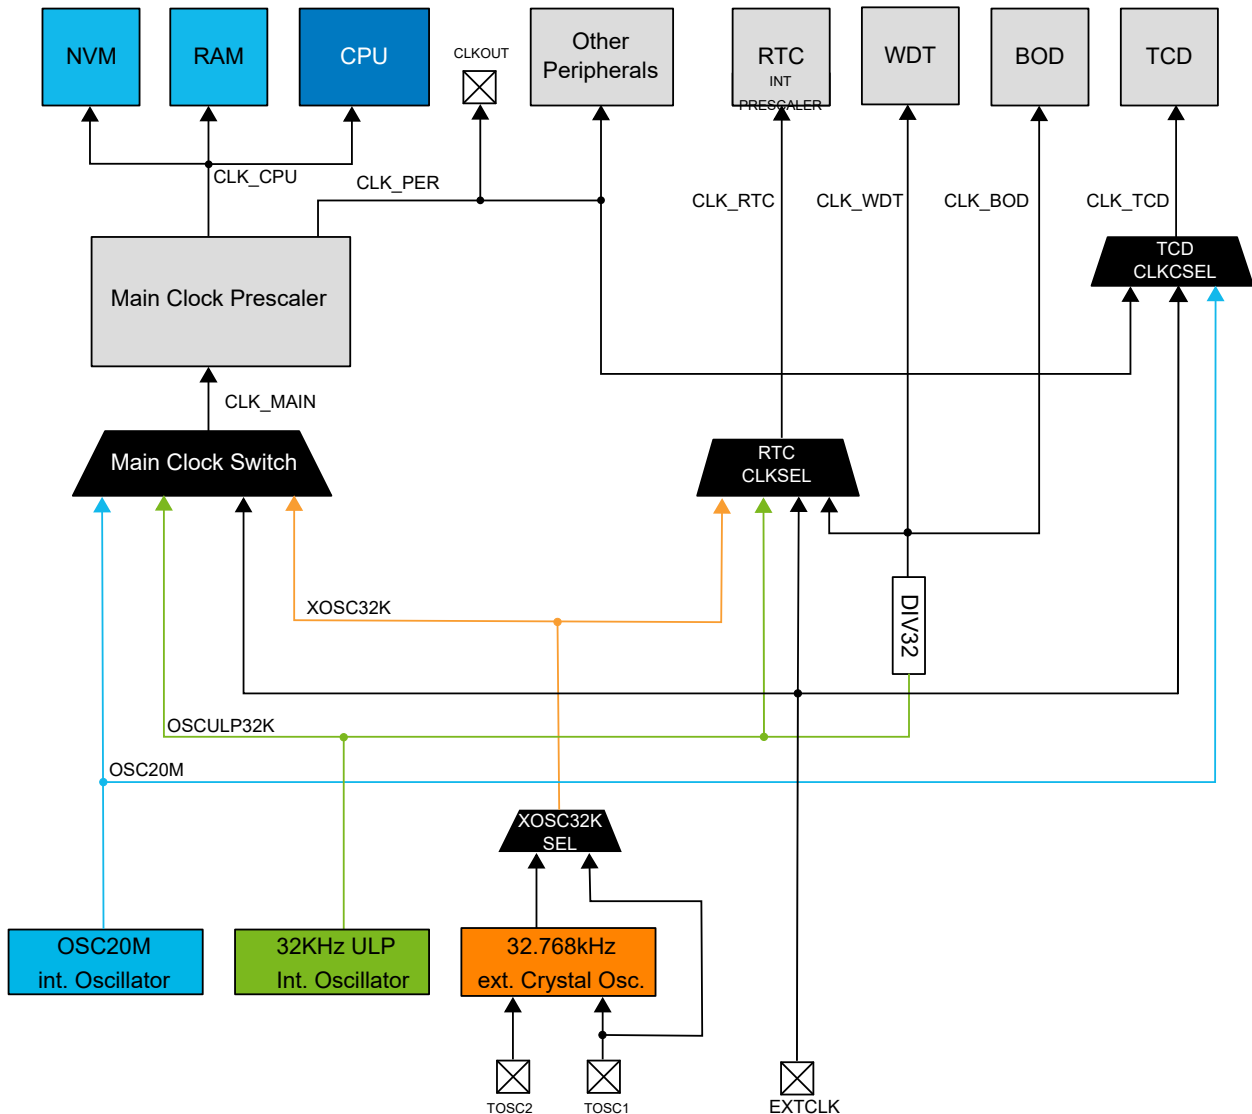 NVM
RAM
CPU
CLKOUT
Other
Peripherals
RTC
INT
PRESCALER
WDT
BOD
TCD
CLK_CPU
CLK_PER
CLK_RTC
CLK_WDT
CLK_BOD
CLK_TCD
TCD
CLKCSEL
Main Clock Prescaler
CLK_MAIN
Main Clock Switch
RTC
CLKSEL
XOSC32K
DIV32
OSCULP32K
OSC20M
XOSC32K
SEL
OSC20M
int. Oscillator
32KHz ULP
Int. Oscillator
32.768kHz
ext. Crystal Osc.
TOSC2
TOSC1
EXTCLK